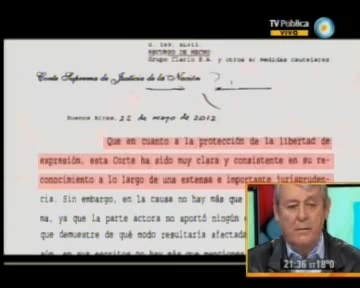 TV Pública
VIVO
G. 589. XLVII.
RECURSO DE HECHO
Grupo Clarín S.A. y otros s/ medidas cautelares
Corte Suprema de Justicia de la Nación
Buenos Aires, 22 de mayo de 2012
Que en cuanto a la protección de la libertad de
expresión, esta Corte ha sido muy clara y consistente en su re-
conocimiento a lo largo de una extensa e importante jurispruden-
cia. Sin embargo, en la causa no hay más que
ma, ya que la parte actora no aportó ningún
que demuestre de qué modo resultaría afectada
21:36 ST 18°0